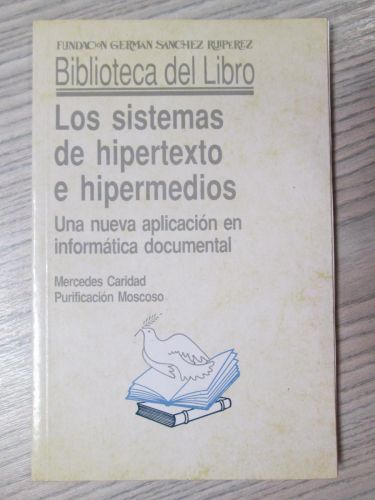 FUNDACION GERMAN SANCHEZ RUIPEREZ
Biblioteca del Libro
Los sistemas
de hipertexto
e hipermedios
Una nueva aplicación en
informática documental
Mercedes Caridad
Purificación Moscoso